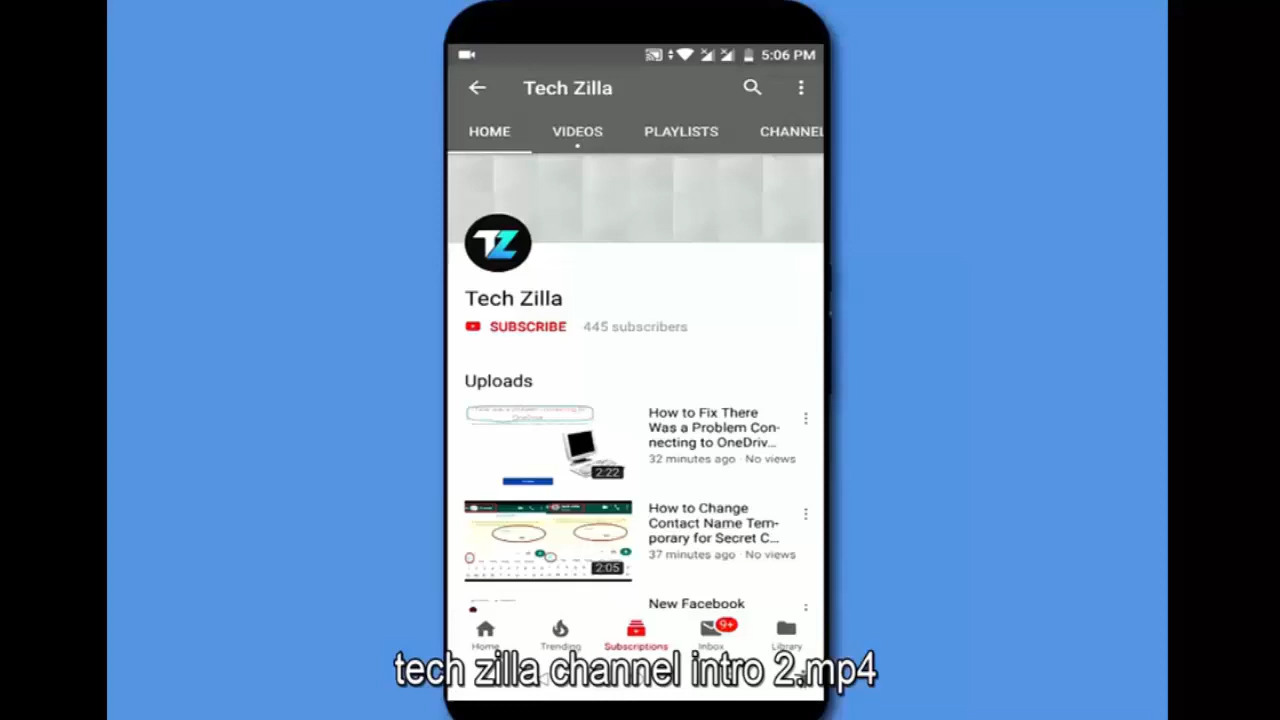 5:06 PM
Tech Zilla
HOME VIDEOS PLAYLISTS CHANNEL
TZ
Tech Zilla
SUBSCRIBE 445 subscribers
Uploads
How to Fix There
Was a Problem Con-
necting to OneDriv...
32 minutes ago · No views
2:22
How to Change
Contact Name Tem-
porary for Secret C...
37 minutes ago · No views
2:05
New Facebook
9+
Home Trending Subscriptions Inbox Library
tech zilla channel intro 2.mp4